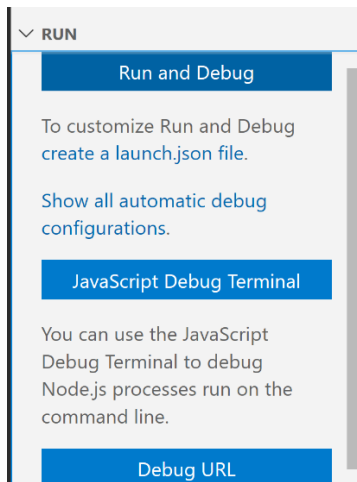 RUN
Run and Debug
To customize Run and Debug
create a launch.json file.
Show all automatic debug
configurations.
JavaScript Debug Terminal
You can use the JavaScript
Debug Terminal to debug
Node.js processes run on the
command line.
Debug URL